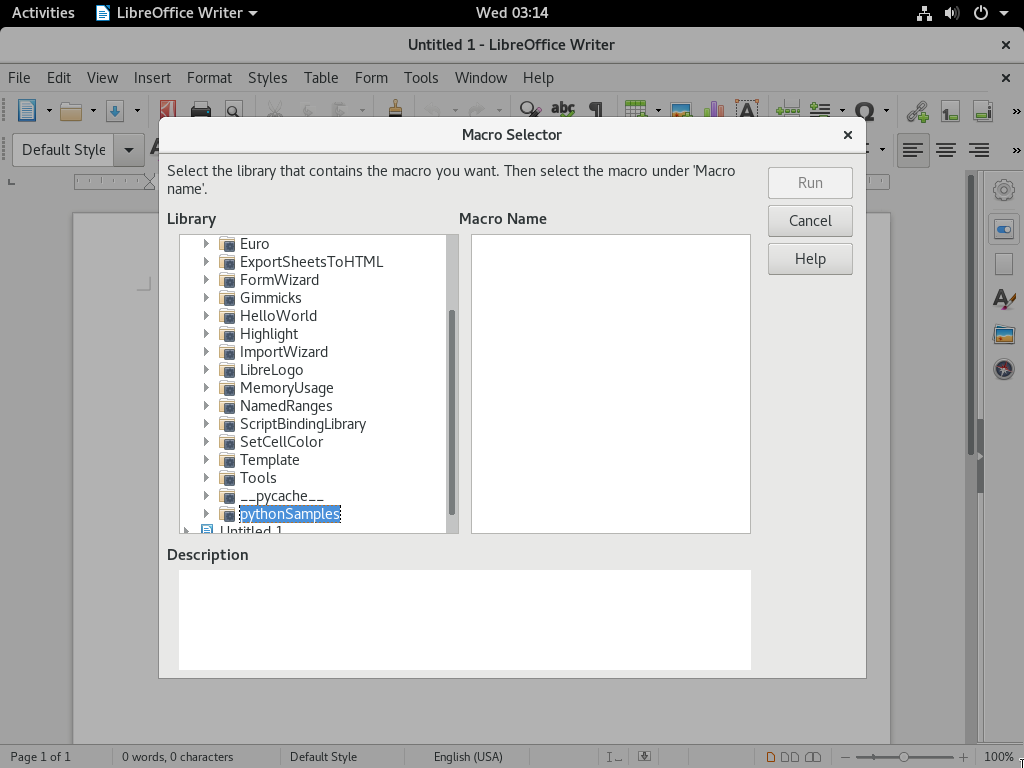 Activities LibreOffice Writer Wed 03:14
Untitled 1 - LibreOffice Writer
File Edit View Insert Format Styles Table Form Tools Window Help
Default Style
Macro Selector
Select the library that contains the macro you want. Then select the macro under 'Macro
name'.
Run
Cancel
Help
Library Macro Name
Euro
ExportSheetsToHTML
FormWizard
Gimmicks
HelloWorld
Highlight
ImportWizard
LibreLogo
MemoryUsage
NamedRanges
ScriptBindingLibrary
SetCellColor
Template
Tools
__pycache__
pythonSamples
Untitled 1
Description
Page 1 of 1 0 words, 0 characters Default Style English (USA) 100%